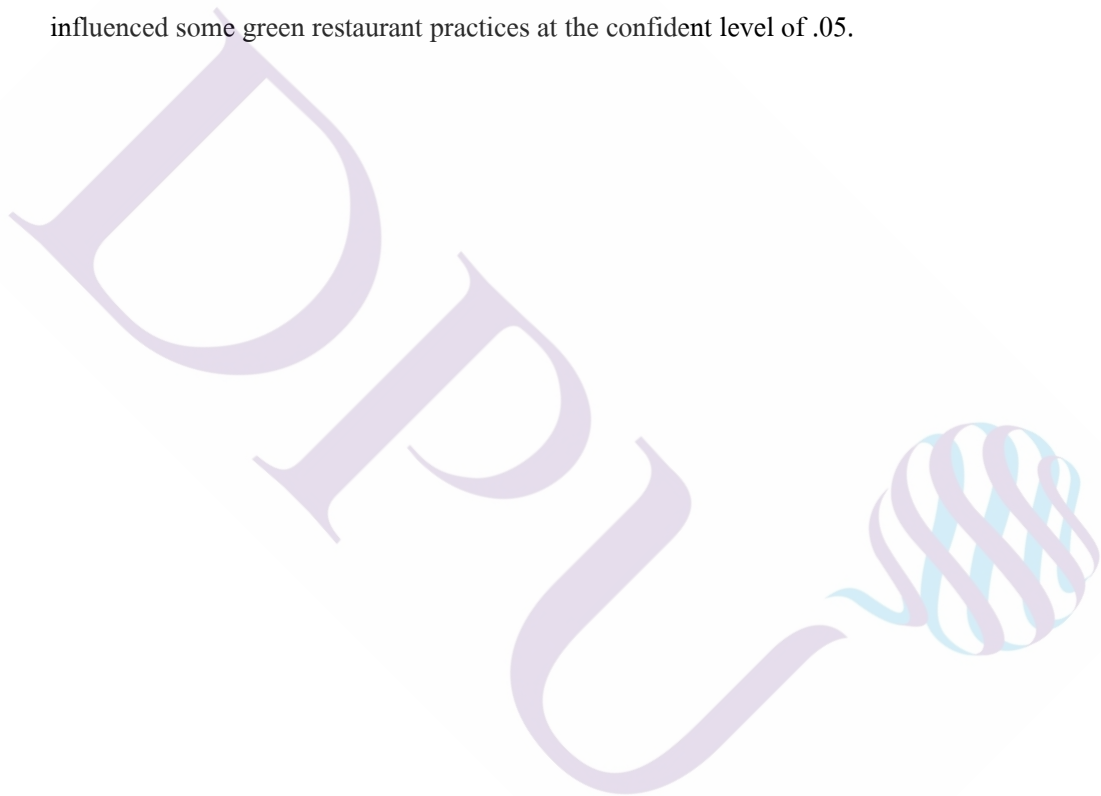 influenced some green restaurant practices at the confident level of .05.
DPU